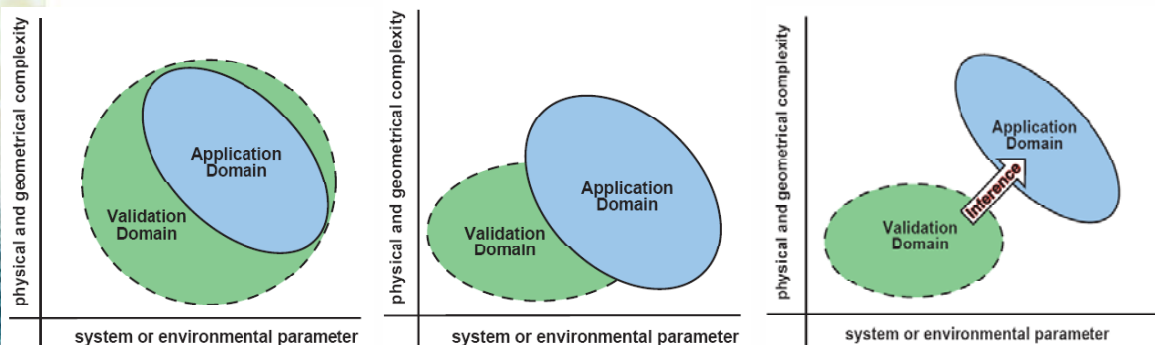 physical and geometrical complexity
Application
Domain
Validation
Domain
system or environmental parameter
physical and geometrical complexity
Application
Domain
Validation
Domain
system or environmental parameter
physical and geometrical complexity
Application
Domain
Inference
Validation
Domain
system or environmental parameter